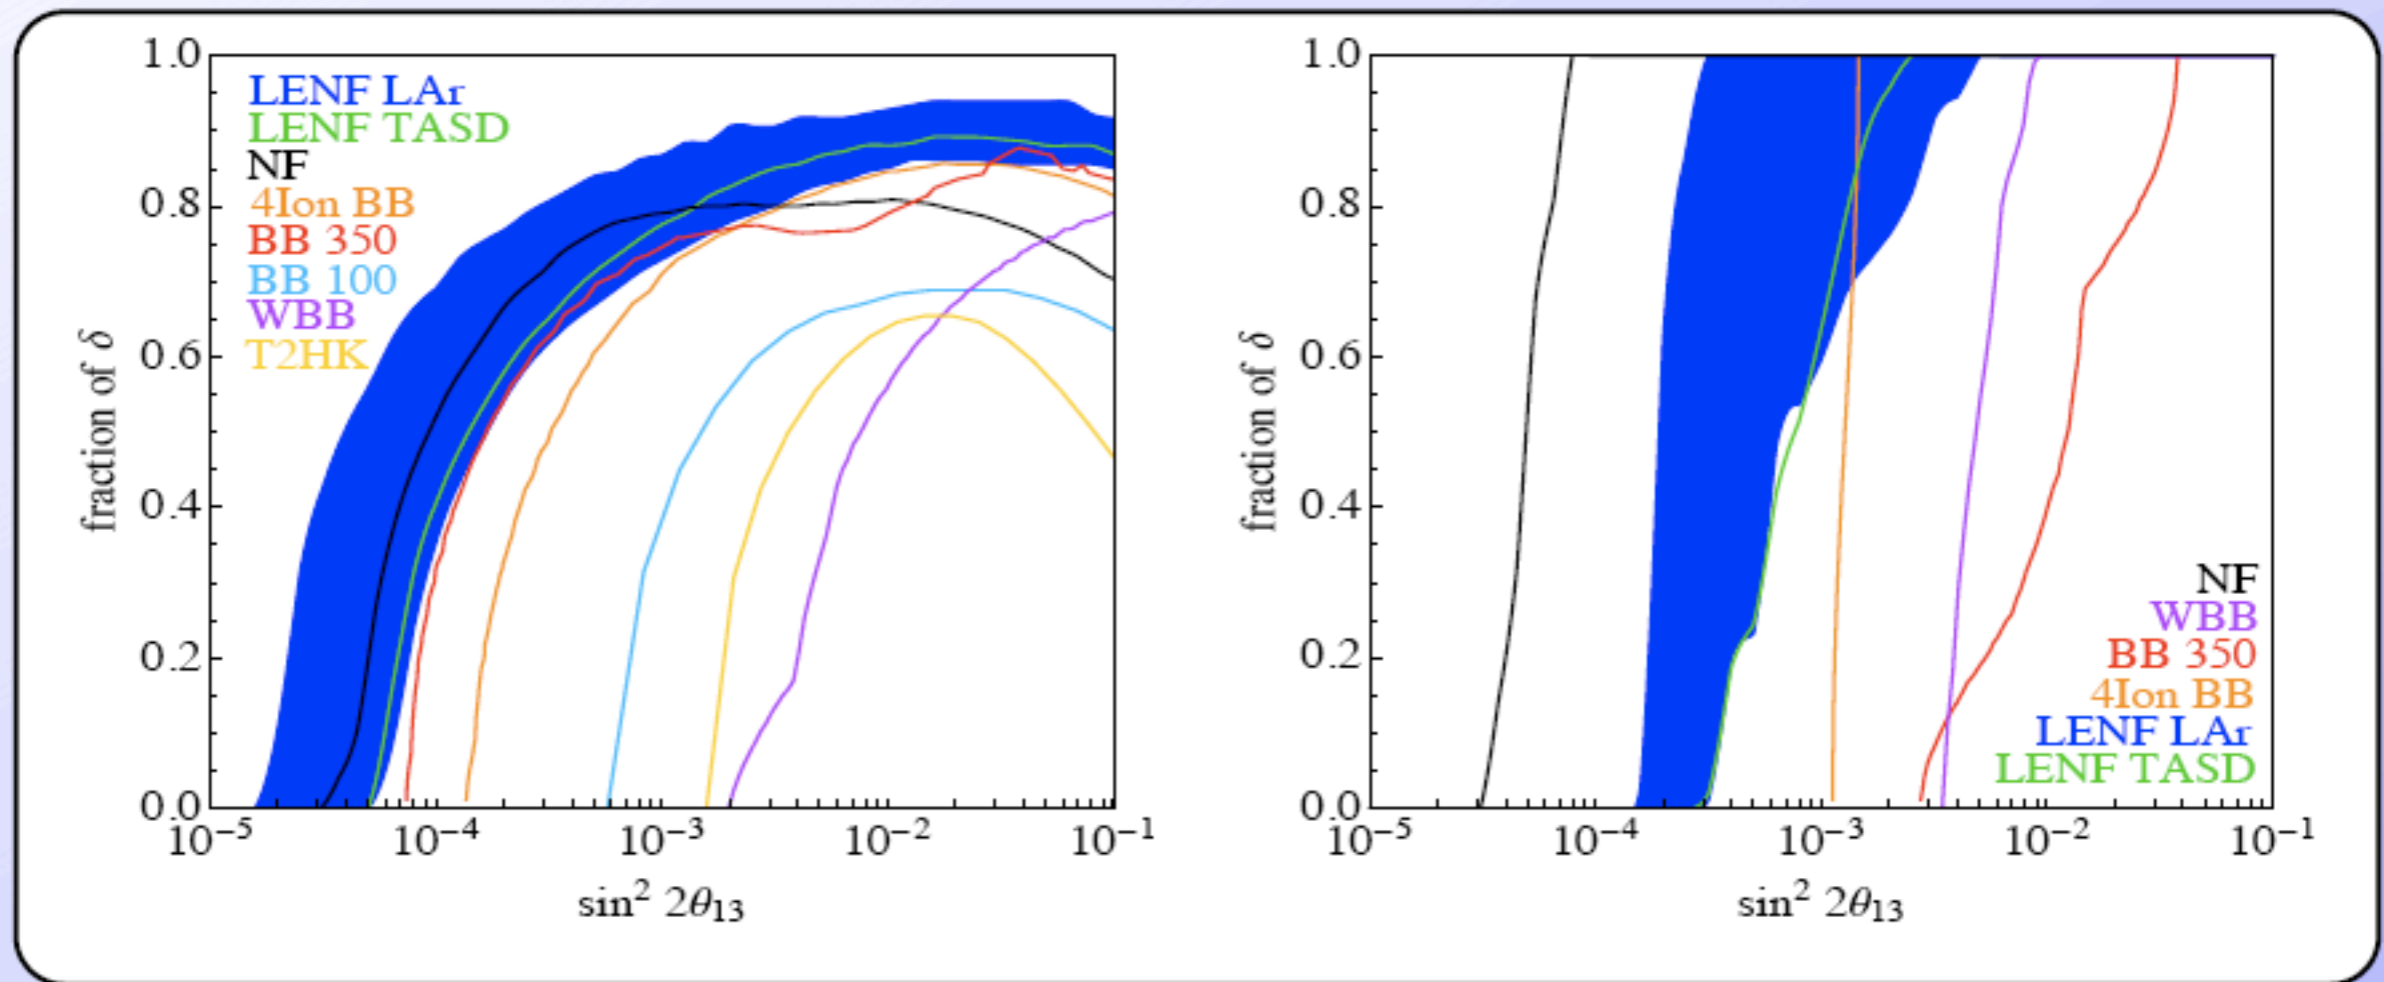 1.0
0.8
0.6
0.4
0.2
0.0
fraction of δ
LENF LAr
LENF TASD
NF
4Ion BB
BB 350
BB 100
WBB
T2HK
10⁻⁵ 10⁻⁴ 10⁻³ 10⁻² 10⁻¹
sin² 2θ₁₃
1.0
0.8
0.6
0.4
0.2
0.0
fraction of δ
NF
WBB
BB 350
4Ion BB
LENF LAr
LENF TASD
10⁻⁵ 10⁻⁴ 10⁻³ 10⁻² 10⁻¹
sin² 2θ₁₃